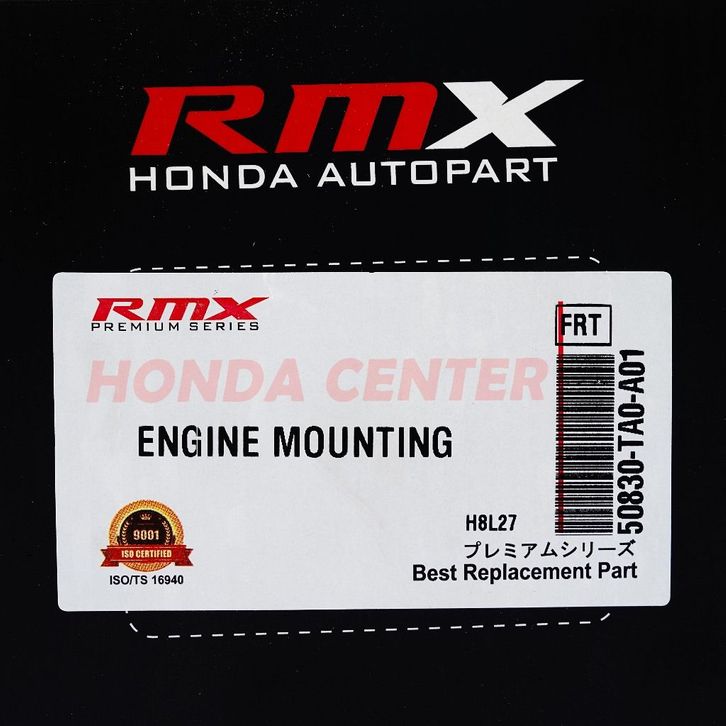 RMX
HONDA AUTOPART
RMX
PREMIUM SERIES
FRT
HONDA CENTER
ENGINE MOUNTING
50830-TA0-A01
H8L27
プレミアムシリーズ
Best Replacement Part
9001
ISO CERTIFIED
ISO/TS 16940